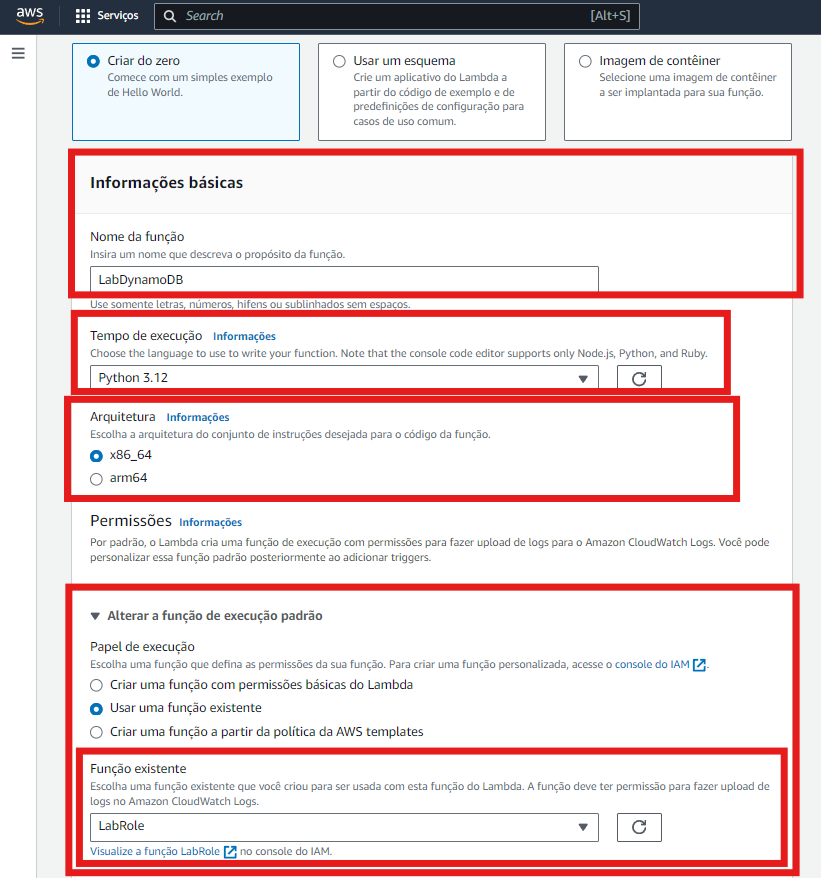 aws
Serviços
Search
[Alt+S]
Criar do zero
Comece com um simples exemplo
de Hello World.
Usar um esquema
Crie um aplicativo do Lambda a
partir do código de exemplo e de
predefinições de configuração para
casos de uso comum.
Imagem de contêiner
Selecione uma imagem de contêiner
a ser implantada para sua função.
Informações básicas
Nome da função
Insira um nome que descreva o propósito da função.
LabDynamoDB
Use somente letras, números, hifens ou sublinhados sem espaços.
Tempo de execução Informações
Choose the language to use to write your function. Note that the console code editor supports only Node.js, Python, and Ruby.
Python 3.12
Arquitetura Informações
Escolha a arquitetura do conjunto de instruções desejada para o código da função.
x86_64
arm64
Permissões Informações
Por padrão, o Lambda cria uma função de execução com permissões para fazer upload de logs para o Amazon CloudWatch Logs. Você pode
personalizar essa função padrão posteriormente ao adicionar triggers.
Alterar a função de execução padrão
Papel de execução
Escolha uma função que defina as permissões da sua função. Para criar uma função personalizada, acesse o console do IAM.
Criar uma função com permissões básicas do Lambda
Usar uma função existente
Criar uma função a partir da política da AWS templates
Função existente
Escolha uma função existente que você criou para ser usada com esta função do Lambda. A função deve ter permissão para fazer upload de
logs no Amazon CloudWatch Logs.
LabRole
Visualize a função LabRole no console do IAM.